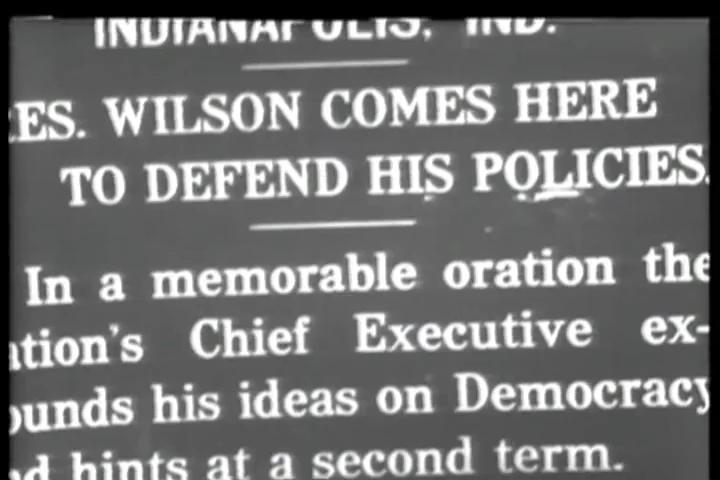 INDIANAPOLIS, IND.
ES. WILSON COMES HERE
TO DEFEND HIS POLICIES.
In a memorable oration the
ation's Chief Executive ex-
ounds his ideas on Democracy
nd hints at a second term.